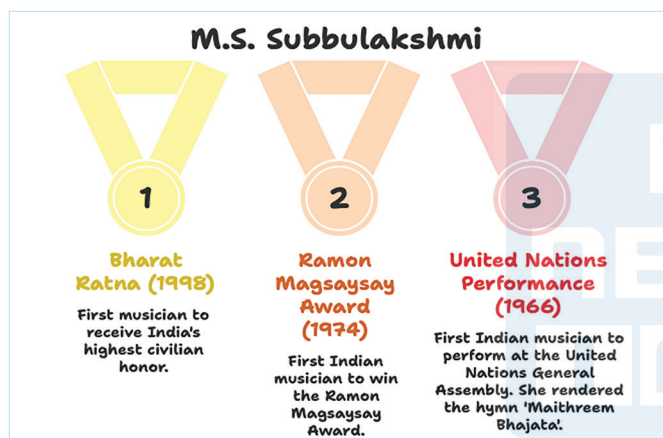 M.S. Subbulakshmi
1
2
3
Bharat
Ratna (1998)
First musician to
receive India's
highest civilian
honor.
Ramon
Magsaysay
Award
(1974)
First Indian
musician to win
the Ramon
Magsaysay
Award.
United Nations
Performance
(1966)
First Indian musician to
perform at the United
Nations General
Assembly. She rendered
the hymn 'Maithreem
Bhajata'.